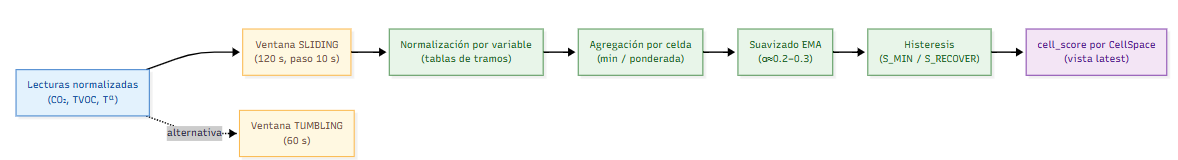 Lecturas normalizadas
(CO₂, TVOC, Tª)
alternativa
Ventana SLIDING
(120 s, paso 10 s)
Ventana TUMBLING
(60 s)
Normalización por variable
(tablas de tramos)
Agregación por celda
(min / ponderada)
Suavizado EMA
(α≈0.2–0.3)
Histeresis
(S_MIN / S_RECOVER)
cell_score por CellSpace
(vista latest)